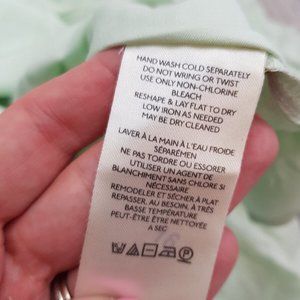 HAND WASH COLD SEPARATELY
DO NOT WRING OR TWIST
USE ONLY NON-CHLORINE
BLEACH
RESHAPE & LAY FLAT TO DRY
LOW IRON AS NEEDED
MAY BE DRY CLEANED
LAVER À LA MAIN À L'EAU FROIDE
SÉPARÉMEN
NE PAS TORDRE OU ESSORER
UTILISER UN AGENT DE
BLANCHIMENT SANS CHLORE SI
NÉCESSAIRE
REMODELER ET SÉCHER À PLAT
REPASSER, AU BESOIN, À TRÈS
BASSE TEMPÉRATURE
PEUT-ÊTRE ÊTRE NETTOYÉE
A SEC